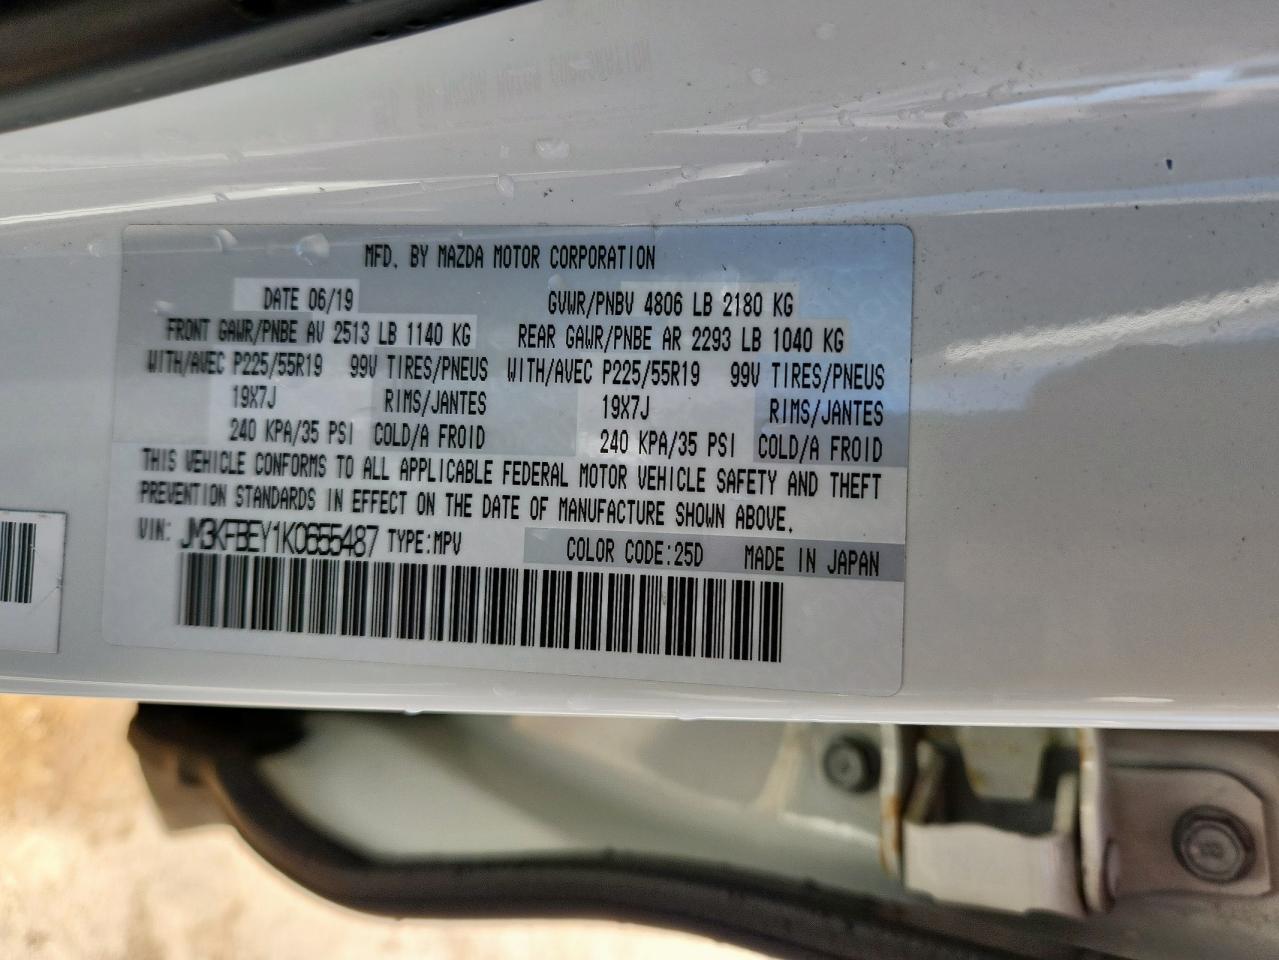 MFD. BY MAZDA MOTOR CORPORATION
DATE 06/19 GVWR/PNBV 4806 LB 2180 KG
FRONT GAWR/PNBE AV 2513 LB 1140 KG REAR GAWR/PNBE AR 2293 LB 1040 KG
WITH/AVEC P225/55R19 99V TIRES/PNEUS WITH/AVEC P225/55R19 99V TIRES/PNEUS
19X7J RIMS/JANTES 19X7J RIMS/JANTES
240 KPA/35 PSI COLD/A FROID 240 KPA/35 PSI COLD/A FROID
THIS VEHICLE CONFORMS TO ALL APPLICABLE FEDERAL MOTOR VEHICLE SAFETY AND THEFT
PREVENTION STANDARDS IN EFFECT ON THE DATE OF MANUFACTURE SHOWN ABOVE.
VIN: JM3KFBEY1K0655487 TYPE:MPV COLOR CODE:25D MADE IN JAPAN